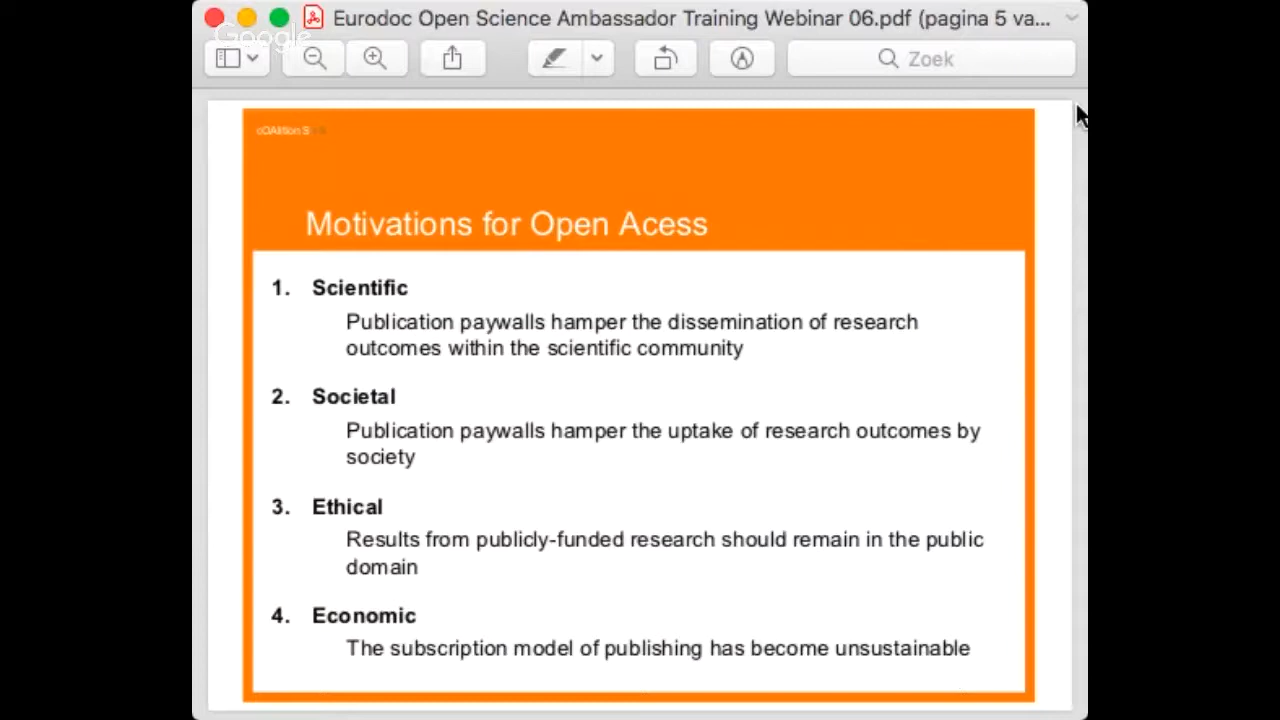 Eurodoc Open Science Ambassador Training Webinar 06.pdf (pagina 5 va...
Google
Zoek
cOAlition S
Motivations for Open Acess
1. Scientific
Publication paywalls hamper the dissemination of research
outcomes within the scientific community
2. Societal
Publication paywalls hamper the uptake of research outcomes by
society
3. Ethical
Results from publicly-funded research should remain in the public
domain
4. Economic
The subscription model of publishing has become unsustainable